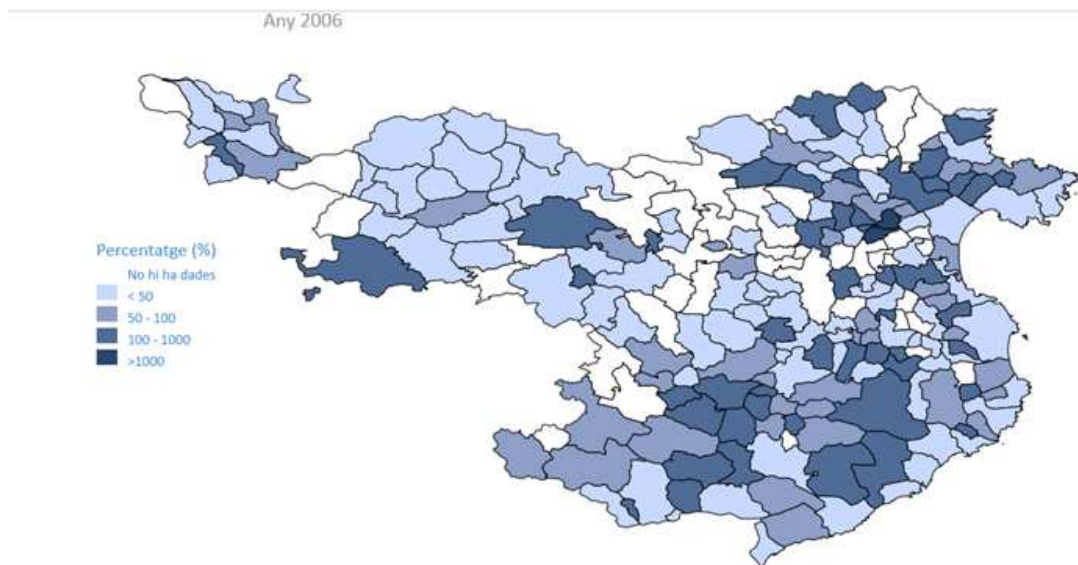 Any 2006
Percentatge (%)
No hi ha dades
< 50
50 - 100
100 - 1000
>1000